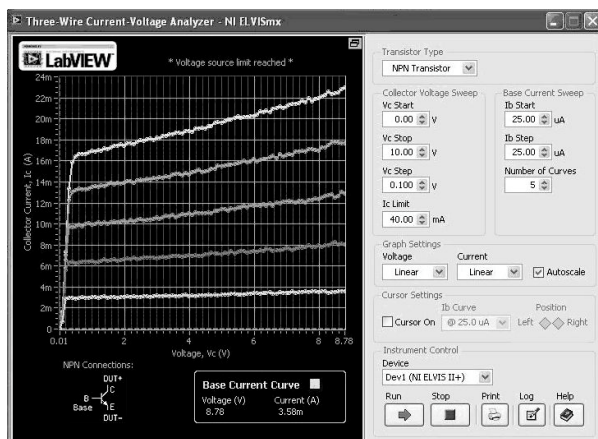 Three-Wire Current-Voltage Analyzer - NI ELVISmx
POWERED BY
LabVIEW
* Voltage source limit reached *
Collector Current, Ic (A)
24m
22m
20m
18m
16m
14m
12m
10m
8m
6m
4m
2m
0
0.01
2
4
6
8
8.78
Voltage, Vc (V)
NPN Connections:
DUT+
C
B
Base
E
DUT-
Base Current Curve
Voltage (V)
Current (A)
8.78
3.58m
Transistor Type
NPN Transistor
Collector Voltage Sweep
Vc Start
0.00 V
Vc Stop
10.00 V
Vc Step
0.100 V
Ic Limit
40.00 mA
Base Current Sweep
Ib Start
25.00 uA
Ib Step
25.00 uA
Number of Curves
5
Graph Settings
Voltage
Current
Linear
Linear
Autoscale
Cursor Settings
Ib Curve
Position
Cursor On
@ 25.0 uA
Left
Right
Instrument Control
Device
Dev1 (NI ELVIS II+)
Run
Stop
Print
Log
Help